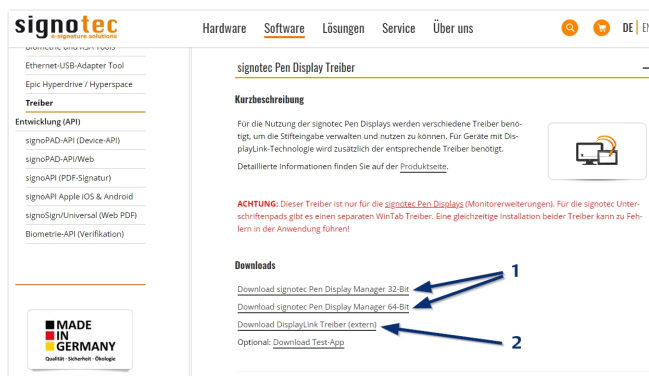 signotec
e-signature solutions
Hardware Software Lösungen Service Über uns
DE | EN
Biometrie und RSA Tools
Ethernet-USB-Adapter Tool
Epic Hyperdrive / Hyperspace
Treiber
Entwicklung (API)
signoPAD-API (Device-API)
signoPAD-API/Web
signoAPI (PDF-Signatur)
signoAPI Apple iOS & Android
signoSign/Universal (Web PDF)
Biometrie-API (Verifikation)
MADE
IN
GERMANY
Qualität · Sicherheit · Ökologie
signotec Pen Display Treiber
Kurzbeschreibung
Für die Nutzung der signotec Pen Displays werden verschiedene Treiber benö-
tigt, um die Stifteingabe verwalten und nutzen zu können. Für Geräte mit Dis-
playLink-Technologie wird zusätzlich der entsprechende Treiber benötigt.
Detaillierte Informationen finden Sie auf der Produktseite.
ACHTUNG: Dieser Treiber ist nur für die signotec Pen Displays (Monitorerweiterungen). Für die signotec Unter-
schriftenpads gibt es einen separaten WinTab Treiber. Eine gleichzeitige Installation beider Treiber kann zu Feh-
lern in der Anwendung führen!
Downloads
Download signotec Pen Display Manager 32-Bit
Download signotec Pen Display Manager 64-Bit
Download DisplayLink Treiber (extern)
Optional: Download Test-App
1
2